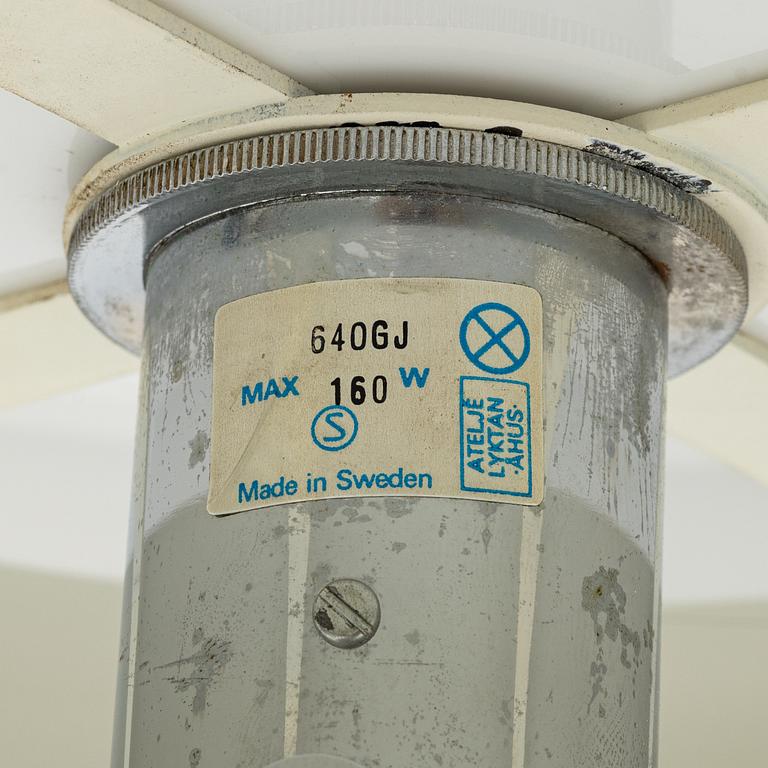 640GJ
MAX 160 W
S
Made in Sweden
ATELJÉ
LYKTAN
·ÅHUS·